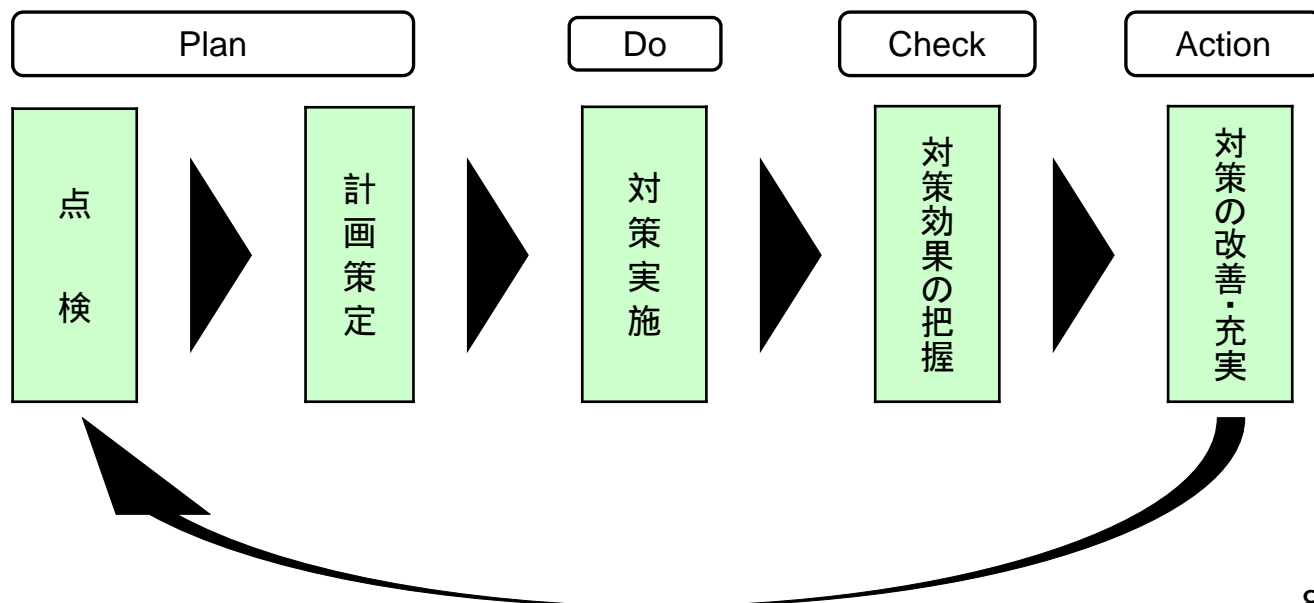 Plan
Do
Check
Action
点検
計画策定
対策実施
対策効果の把握
対策の改善・充実